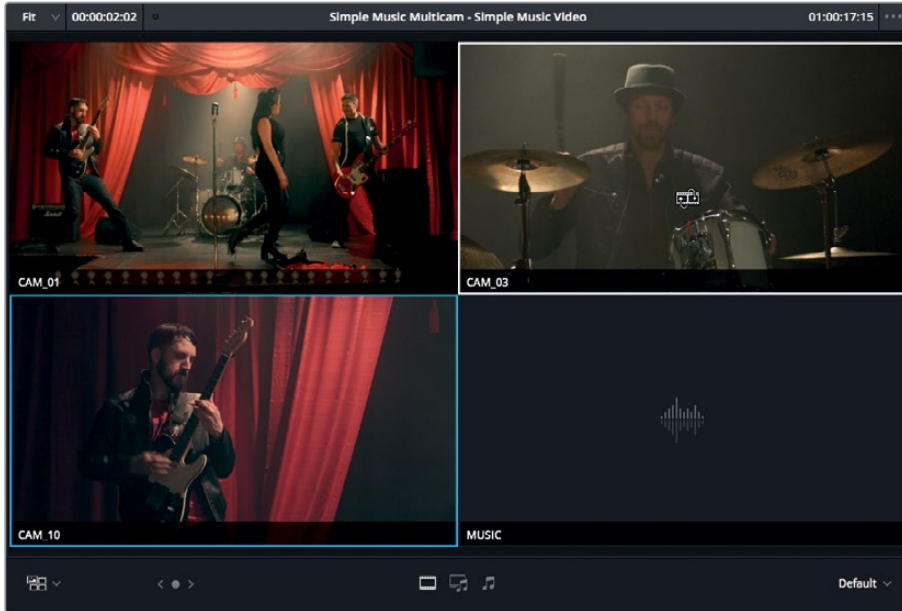 Fit 00:00:02:02 Simple Music Multicam - Simple Music Video 01:00:17:15
Marshall
CAM_01
CAM_03
CAM_10
MUSIC
Default